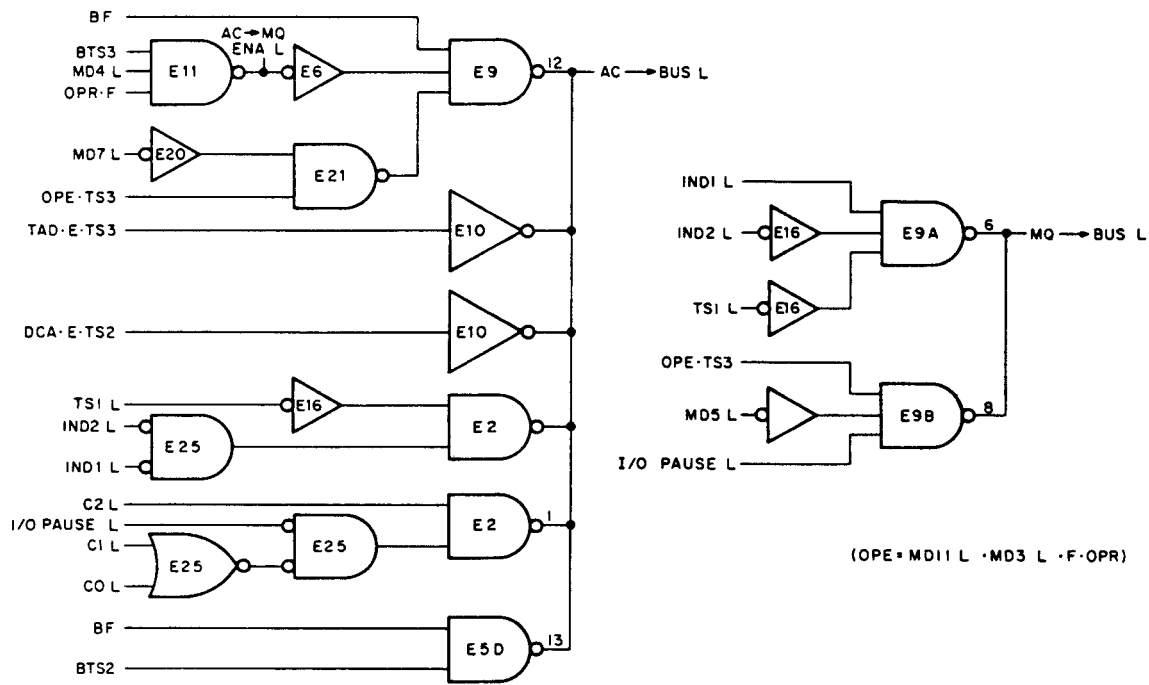 BF
BTS3
MD4 L
OPR·F
E11
AC→MQ
ENA L
E6
E9
12
AC → BUS L
MD7 L
E20
E21
OPE·TS3
TAD·E·TS3
E10
DCA·E·TS2
E10
TS1 L
E16
IND2 L
IND1 L
E25
E2
C2 L
I/O PAUSE L
C1 L
C0 L
E25
E25
E2
1
BF
BTS2
E5D
13
IND1 L
IND2 L
E16
TS1 L
E16
E9A
6
MQ → BUS L
OPE·TS3
MD5 L
I/O PAUSE L
E9B
8
(OPE = MD11 L ·MD3 L ·F·OPR)